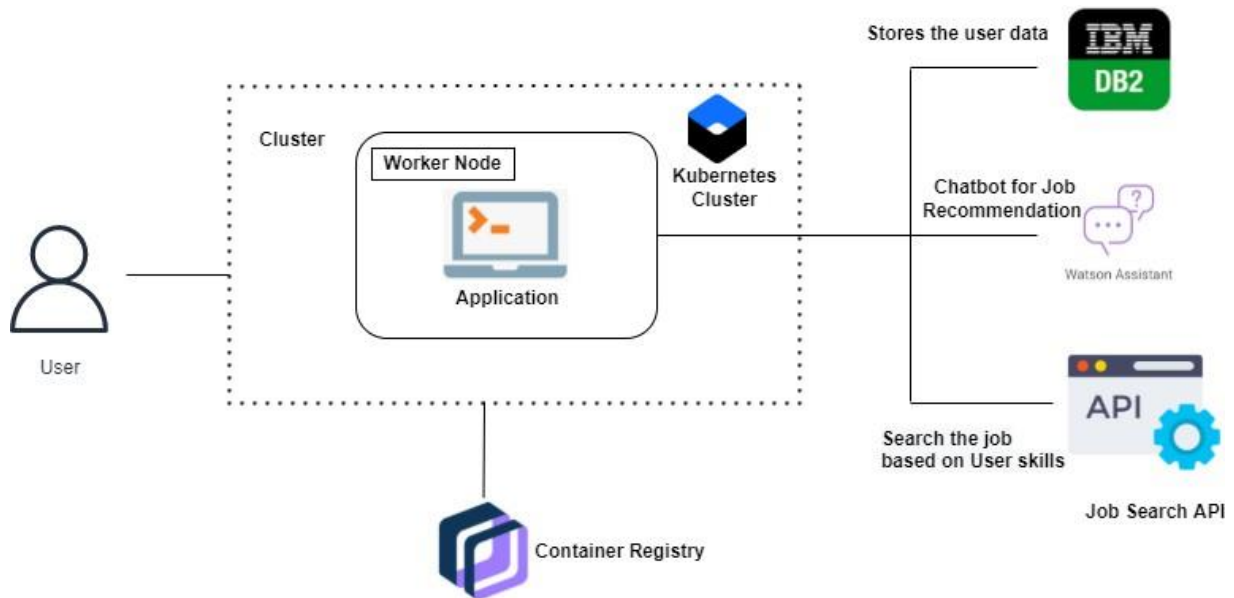 Stores the user data
IBM
DB2
Cluster
Worker Node
Kubernetes
Cluster
Application
Chatbot for Job
Recommendation
?
Watson Assistant
User
API
Search the job
based on User skills
Job Search API
Container Registry